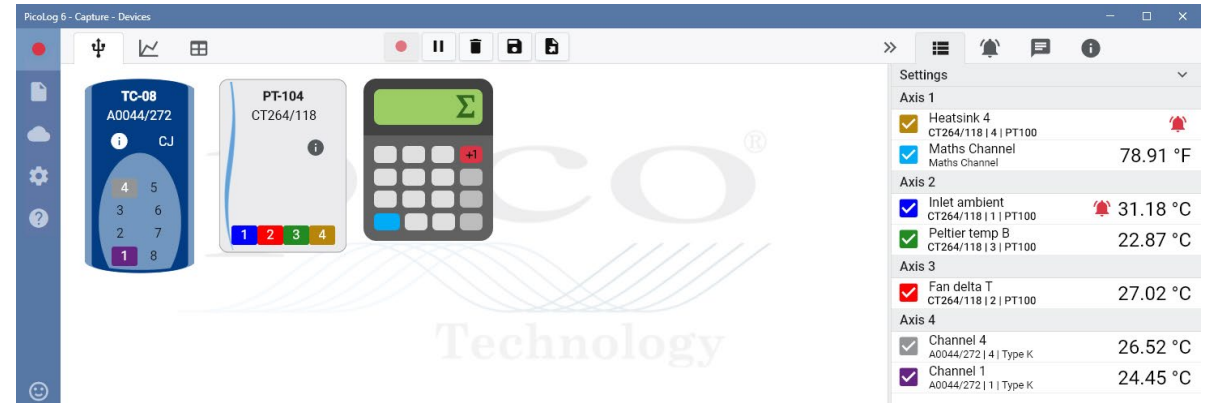 PicoLog 6 - Capture - Devices
TC-08
A0044/272
i CJ
4 5
3 6
2 7
1 8
PT-104
CT264/118
i
1 2 3 4
Σ
+1
®
PICO
Technology
Settings
Axis 1
Heatsink 4
CT264/118 | 4 | PT100
Maths Channel
Maths Channel
78.91 °F
Axis 2
Inlet ambient
CT264/118 | 1 | PT100
31.18 °C
Peltier temp B
CT264/118 | 3 | PT100
22.87 °C
Axis 3
Fan delta T
CT264/118 | 2 | PT100
27.02 °C
Axis 4
Channel 4
A0044/272 | 4 | Type K
26.52 °C
Channel 1
A0044/272 | 1 | Type K
24.45 °C